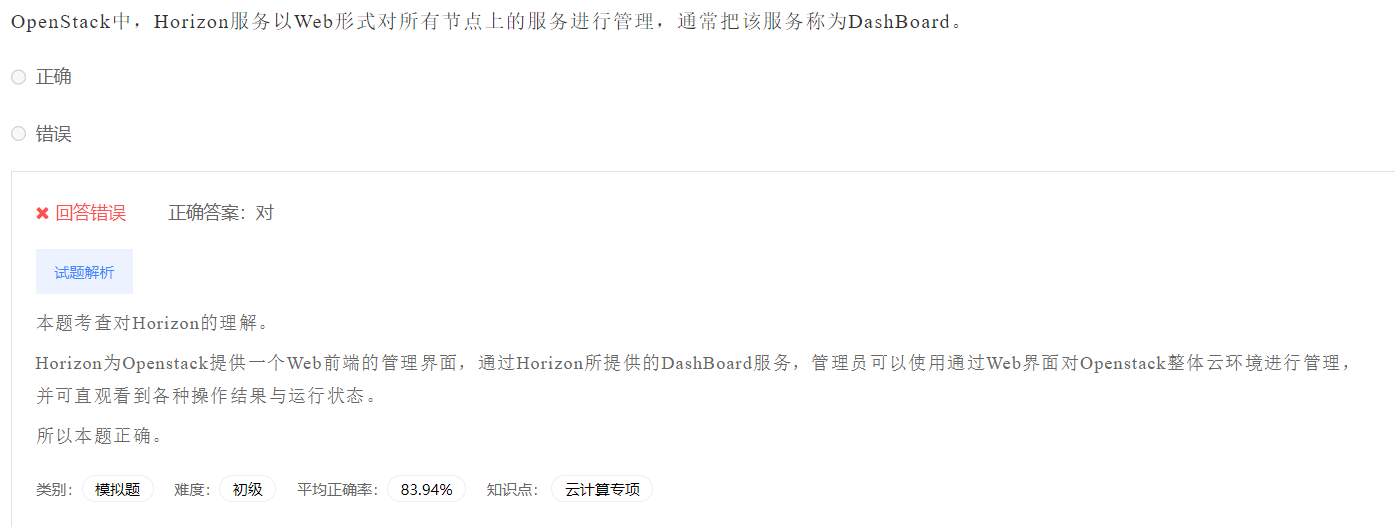 OpenStack中，Horizon服务以Web形式对所有节点上的服务进行管理，通常把该服务称为DashBoard。
正确
错误
回答错误 正确答案：对
试题解析
本题考查对Horizon的理解。
Horizon为Openstack提供一个Web前端的管理界面，通过Horizon所提供的DashBoard服务，管理员可以使用通过Web界面对Openstack整体云环境进行管理，
并可直观看到各种操作结果与运行状态。
所以本题正确。
类别： 模拟题 难度： 初级 平均正确率： 83.94% 知识点： 云计算专项